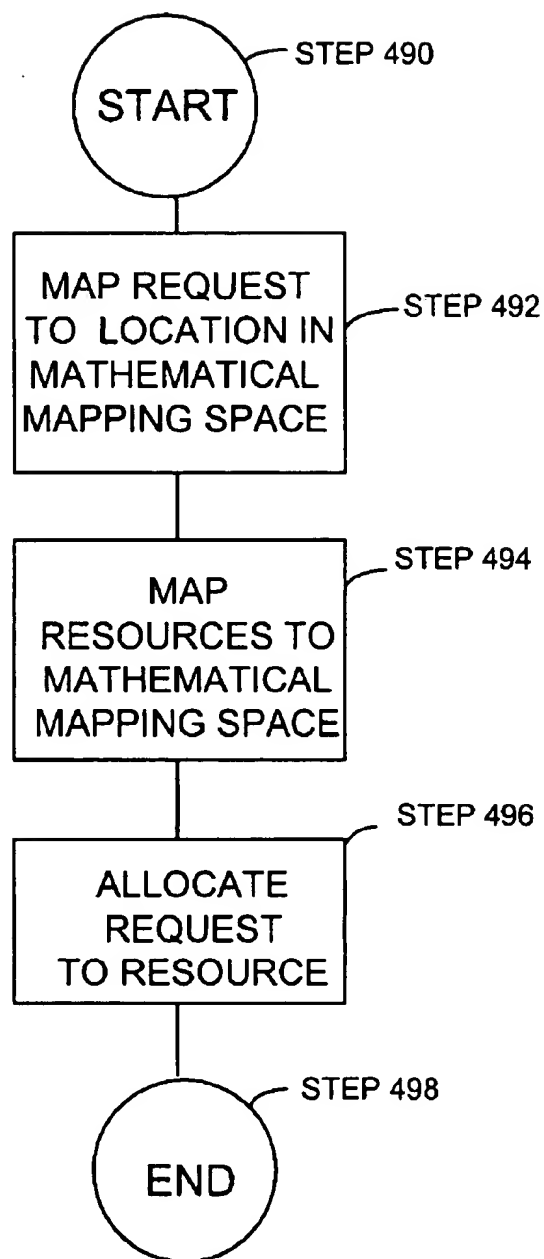 STEP 490
START
MAP REQUEST
TO LOCATION IN
MATHEMATICAL
MAPPING SPACE
STEP 492
MAP
RESOURCES TO
MATHEMATICAL
MAPPING SPACE
STEP 494
ALLOCATE
REQUEST
TO RESOURCE
STEP 496
END
STEP 498